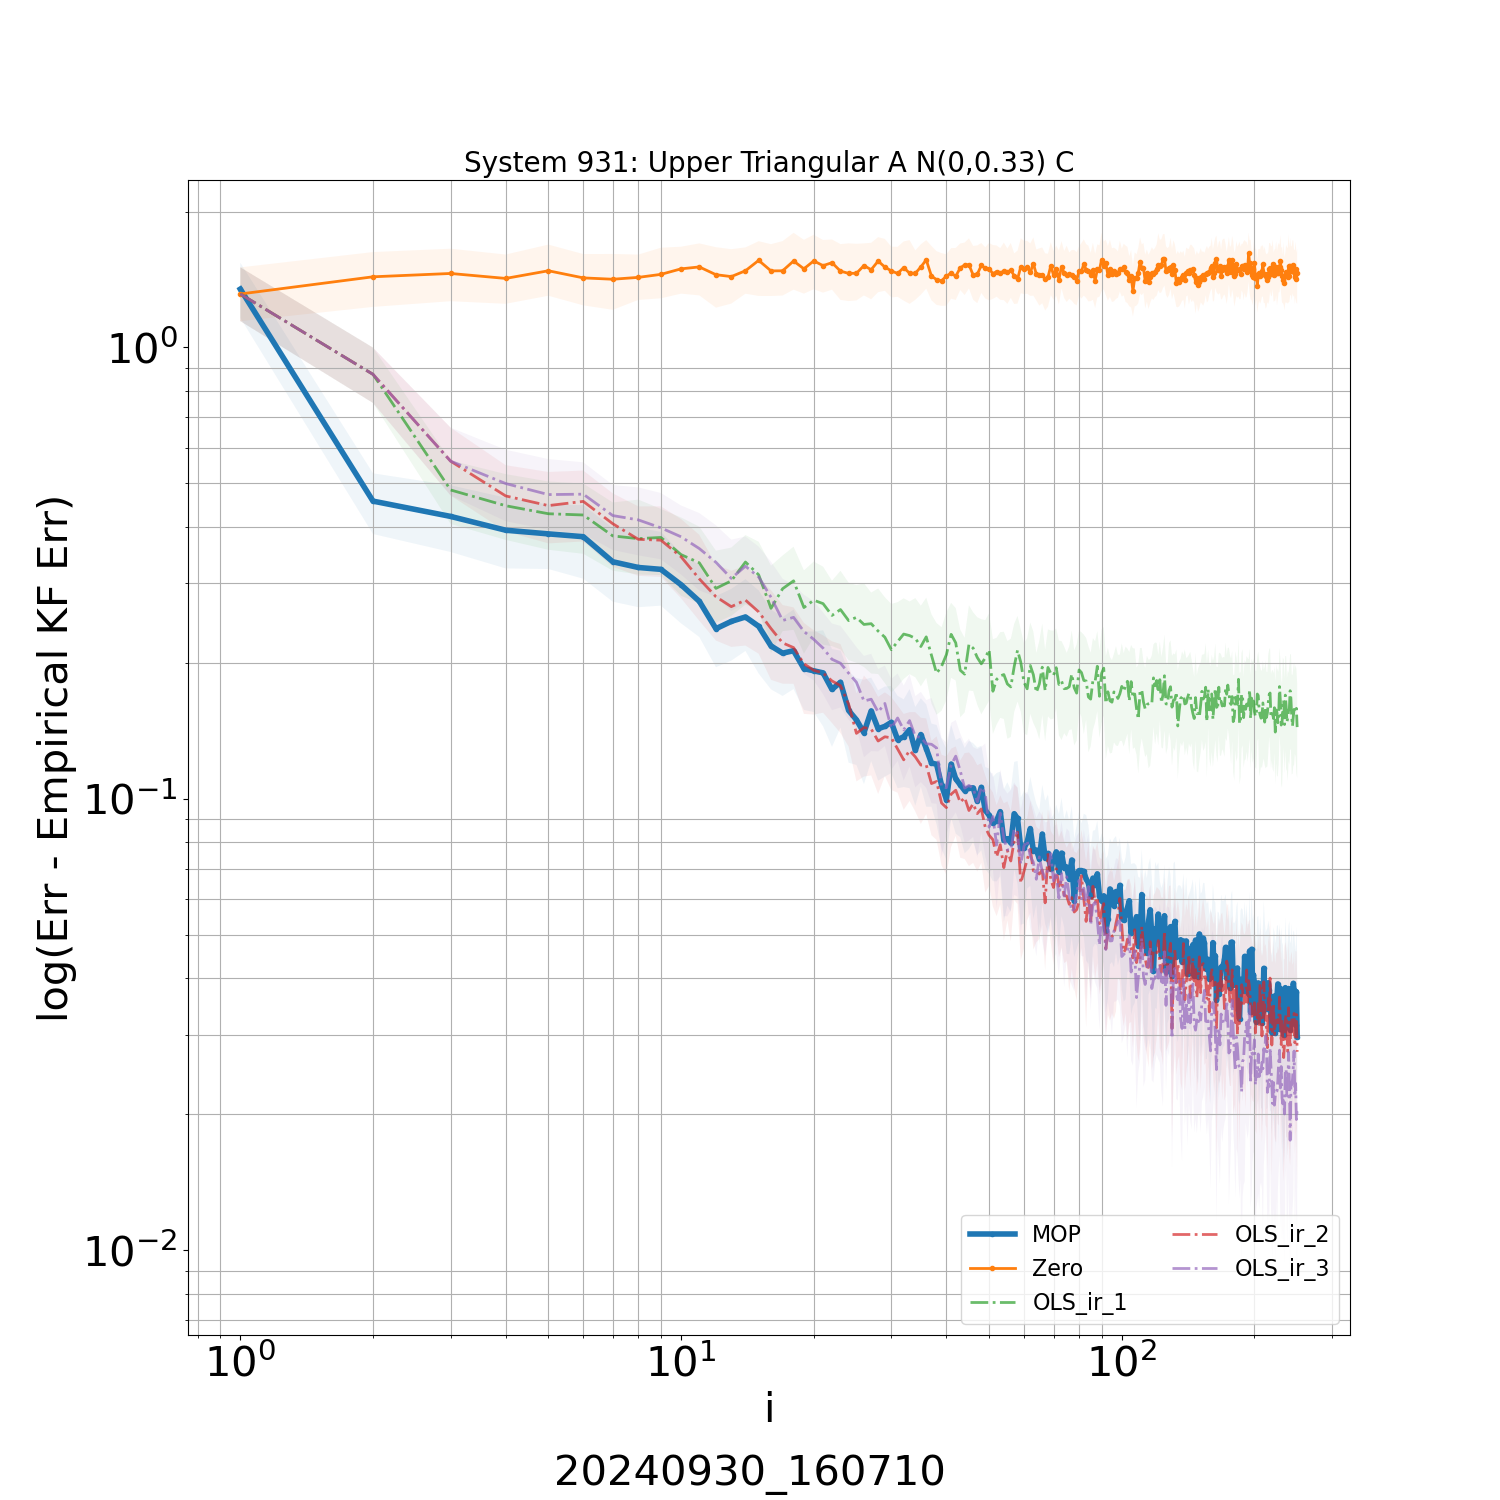 System 931: Upper Triangular A N(0,0.33) C
log(Err - Empirical KF Err)
10⁰
10⁻¹
10⁻²
MOP
Zero
OLS_ir_1
OLS_ir_2
OLS_ir_3
10⁰ 10¹ 10²
i
20240930_160710